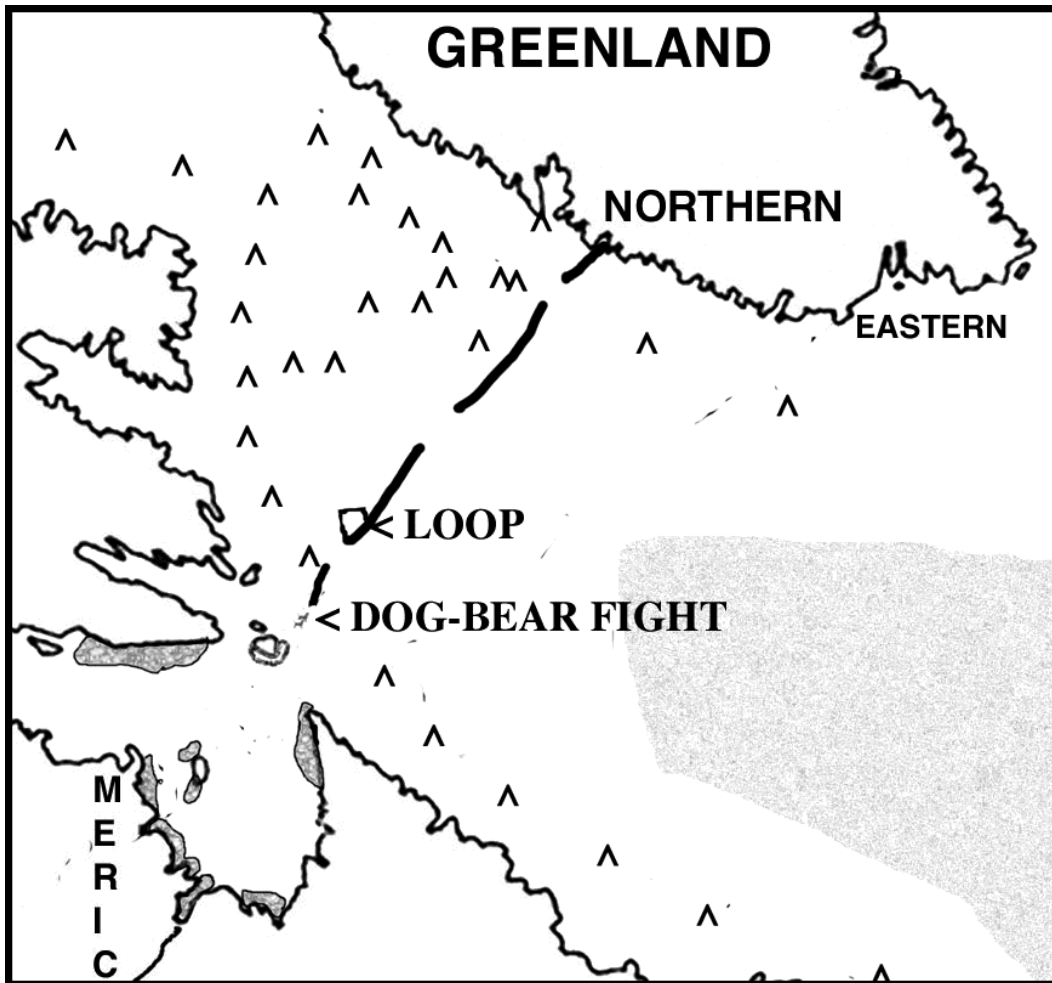 GREENLAND
NORTHERN
EASTERN
< LOOP
< DOG-BEAR FIGHT
M
E
R
I
C